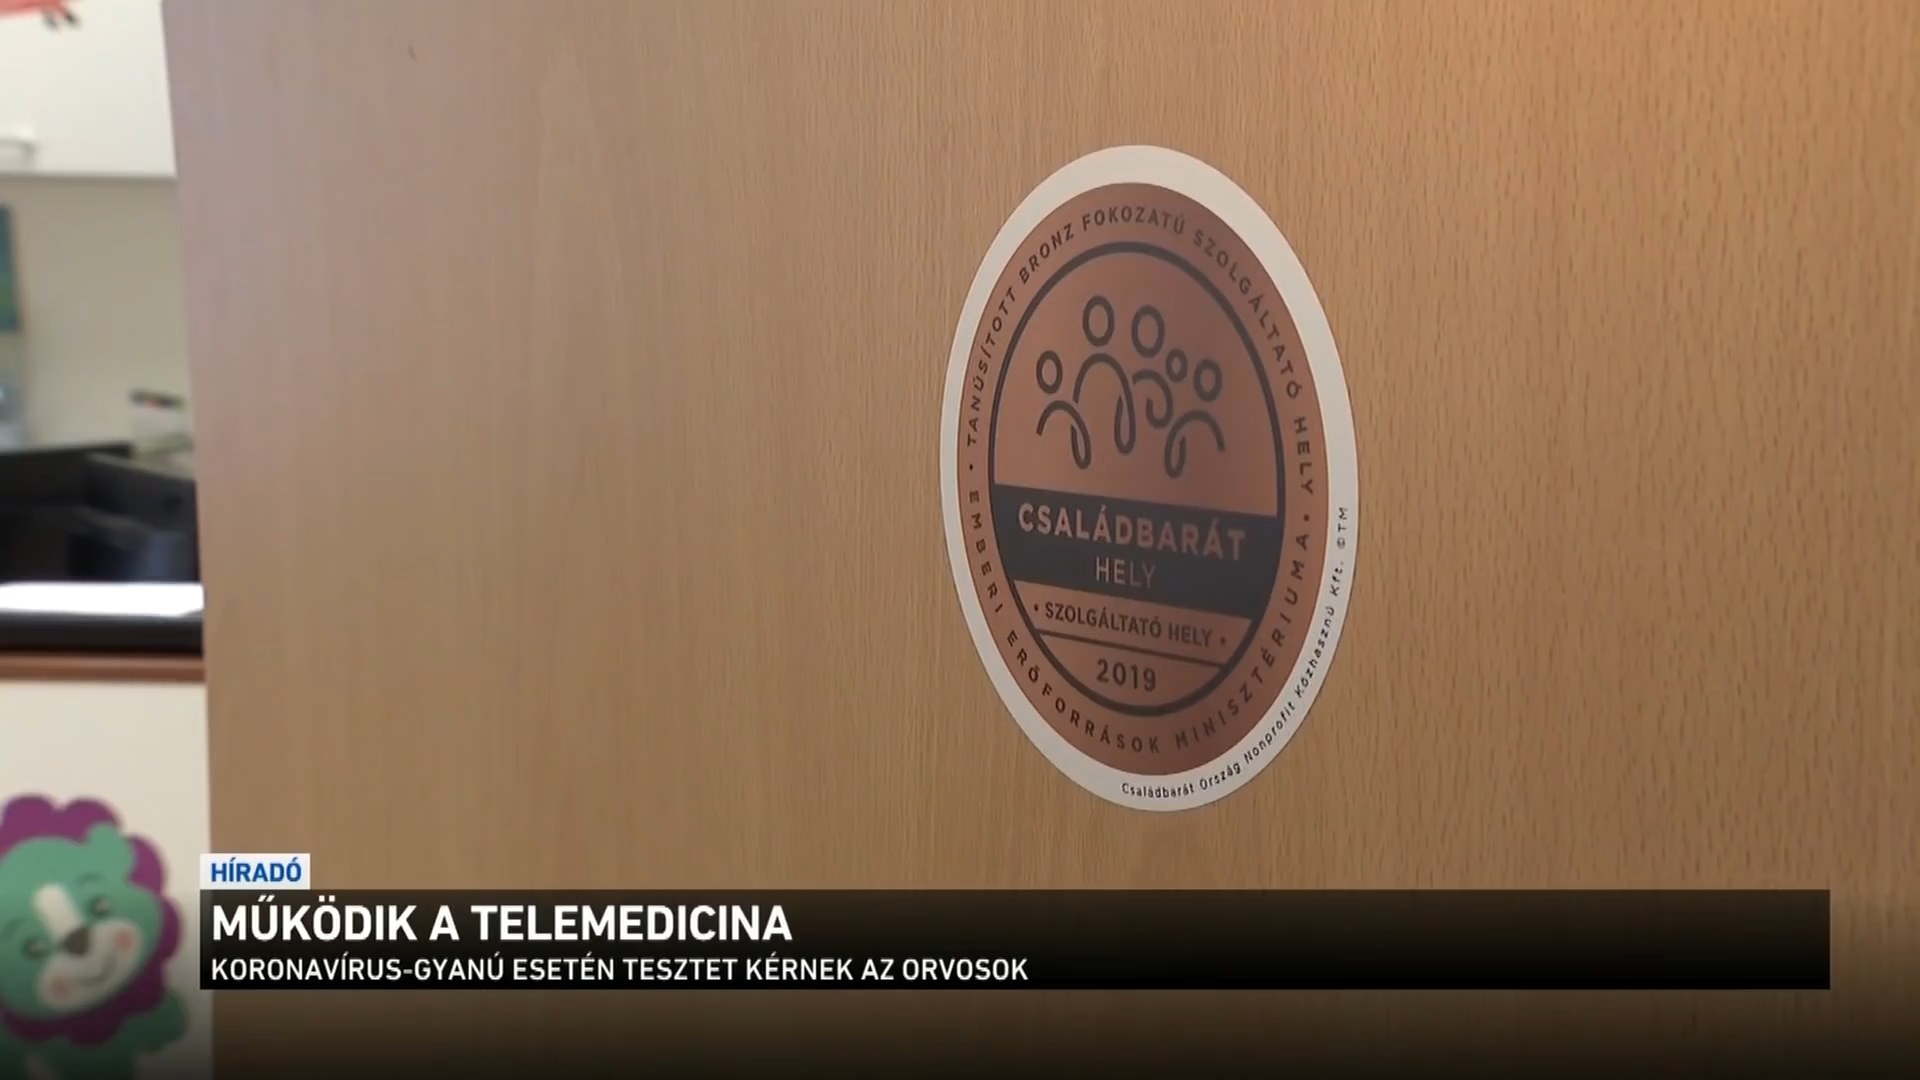 • TANÚSÍTOTT BRONZ FOKOZATÚ SZOLGÁLTATÓ HELY •
EMBERI ERŐFORRÁSOK MINISZTÉRIUMA
CSALÁDBARÁT
HELY
• SZOLGÁLTATÓ HELY •
2019
Családbarát Ország Nonprofit Közhasznú Kft. ©TM
HÍRADÓ
MŰKÖDIK A TELEMEDICINA
KORONAVÍRUS-GYANÚ ESETÉN TESZTET KÉRNEK AZ ORVOSOK